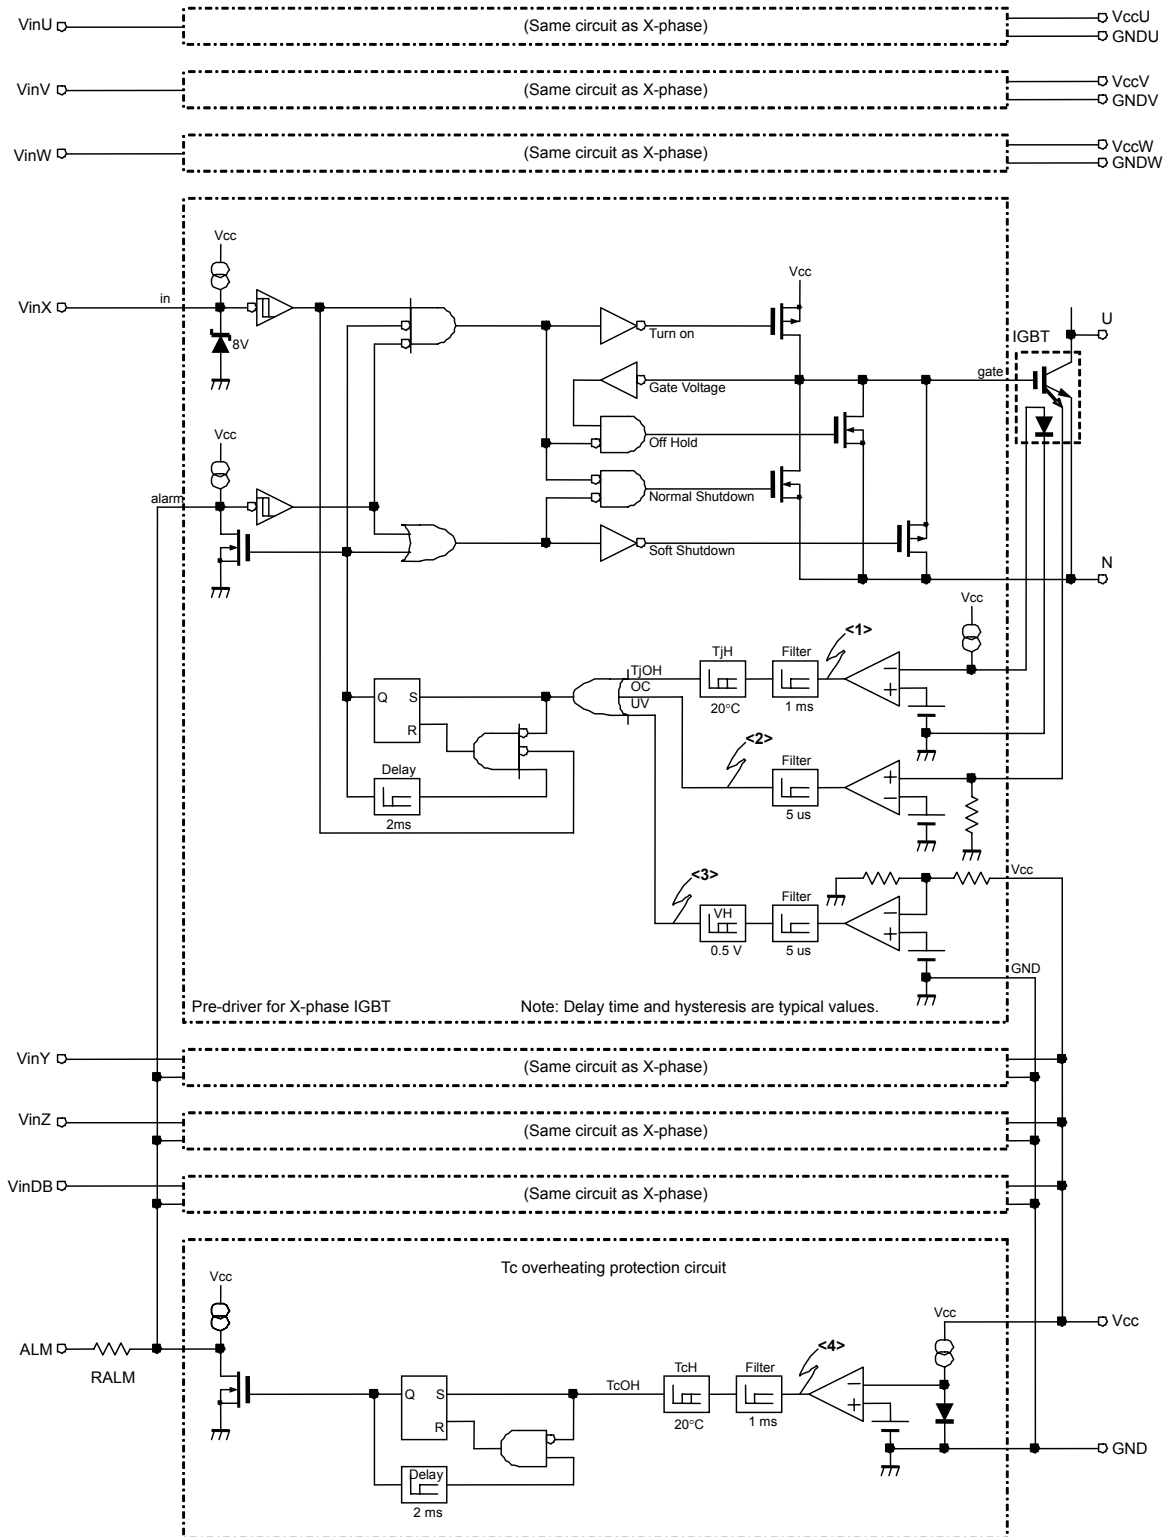 VinU
(Same circuit as X-phase)
VccU
GNDU
VinV
(Same circuit as X-phase)
VccV
GNDV
VinW
(Same circuit as X-phase)
VccW
GNDW
Vcc
Vcc
VinX
in
8V
Turn on
U
IGBT
Gate Voltage
gate
Off Hold
Vcc
alarm
Normal Shutdown
Soft Shutdown
N
Vcc
<1>
TjH
Filter
TjOH
OC
UV
20°C
1 ms
Q
S
R
<2>
Delay
2ms
Filter
5 us
<3>
Vcc
VH
Filter
0.5 V
5 us
GND
Pre-driver for X-phase IGBT
Note: Delay time and hysteresis are typical values.
VinY
(Same circuit as X-phase)
VinZ
(Same circuit as X-phase)
VinDB
(Same circuit as X-phase)
Tc overheating protection circuit
Vcc
Vcc
Vcc
ALM
RALM
<4>
TcH
Filter
TcOH
20°C
1 ms
Q
S
R
Delay
2 ms
GND